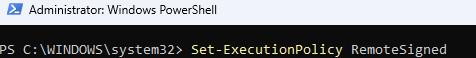 Administrator: Windows PowerShell
PS C:\WINDOWS\system32> Set-ExecutionPolicy RemoteSigned